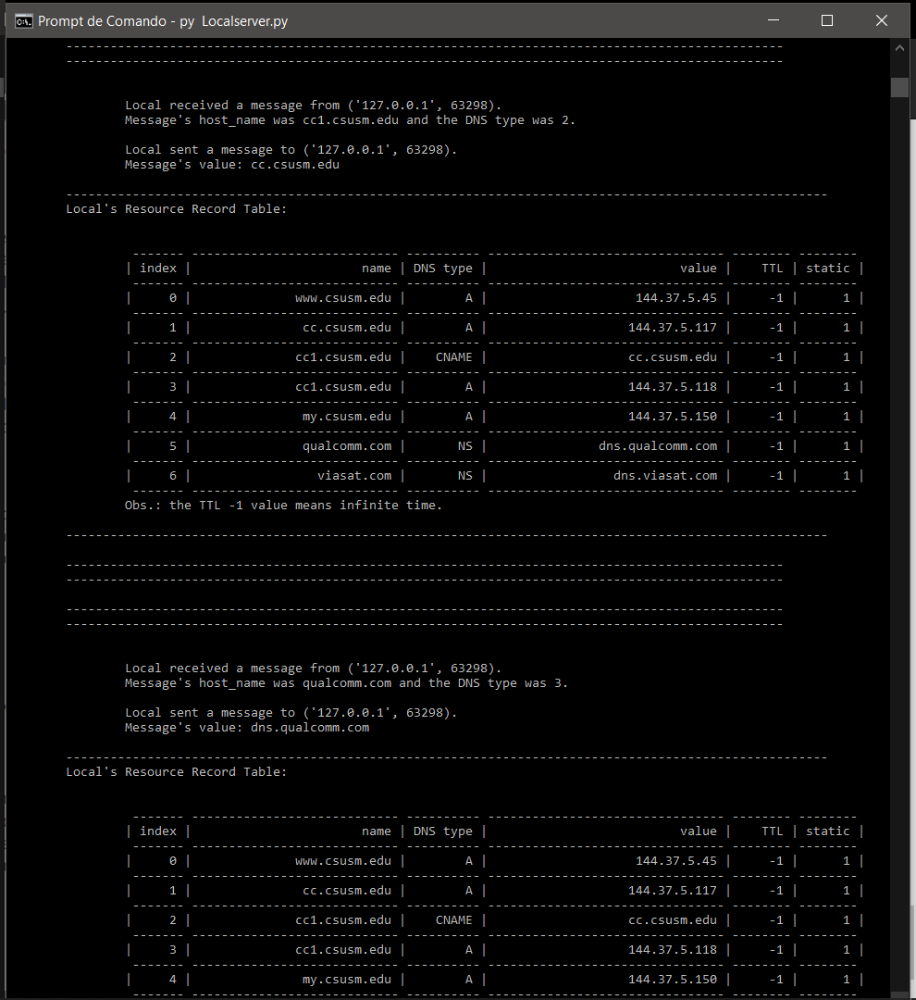 Prompt de Comando - py  Localserver.py
-------------------------------------------------------------------------------------------------
-------------------------------------------------------------------------------------------------
Local received a message from ('127.0.0.1', 63298).
Message's host_name was cc1.csusm.edu and the DNS type was 2.
Local sent a message to ('127.0.0.1', 63298).
Message's value: cc.csusm.edu
-------------------------------------------------------------------------------------------------------
Local's Resource Record Table:
------- ---------------------------- ---------- -------------------------------- -------- --------
| index | name | DNS type | value | TTL | static |
------- ---------------------------- ---------- -------------------------------- -------- --------
| 0 | www.csusm.edu | A | 144.37.5.45 | -1 | 1 |
------- ---------------------------- ---------- -------------------------------- -------- --------
| 1 | cc.csusm.edu | A | 144.37.5.117 | -1 | 1 |
------- ---------------------------- ---------- -------------------------------- -------- --------
| 2 | cc1.csusm.edu | CNAME | cc.csusm.edu | -1 | 1 |
------- ---------------------------- ---------- -------------------------------- -------- --------
| 3 | cc1.csusm.edu | A | 144.37.5.118 | -1 | 1 |
------- ---------------------------- ---------- -------------------------------- -------- --------
| 4 | my.csusm.edu | A | 144.37.5.150 | -1 | 1 |
------- ---------------------------- ---------- -------------------------------- -------- --------
| 5 | qualcomm.com | NS | dns.qualcomm.com | -1 | 1 |
------- ---------------------------- ---------- -------------------------------- -------- --------
| 6 | viasat.com | NS | dns.viasat.com | -1 | 1 |
------- ---------------------------- ---------- -------------------------------- -------- --------
Obs.: the TTL -1 value means infinite time.
-------------------------------------------------------------------------------------------------------
-------------------------------------------------------------------------------------------------
-------------------------------------------------------------------------------------------------
-------------------------------------------------------------------------------------------------
-------------------------------------------------------------------------------------------------
Local received a message from ('127.0.0.1', 63298).
Message's host_name was qualcomm.com and the DNS type was 3.
Local sent a message to ('127.0.0.1', 63298).
Message's value: dns.qualcomm.com
-------------------------------------------------------------------------------------------------------
Local's Resource Record Table:
------- ---------------------------- ---------- -------------------------------- -------- --------
| index | name | DNS type | value | TTL | static |
------- ---------------------------- ---------- -------------------------------- -------- --------
| 0 | www.csusm.edu | A | 144.37.5.45 | -1 | 1 |
------- ---------------------------- ---------- -------------------------------- -------- --------
| 1 | cc.csusm.edu | A | 144.37.5.117 | -1 | 1 |
------- ---------------------------- ---------- -------------------------------- -------- --------
| 2 | cc1.csusm.edu | CNAME | cc.csusm.edu | -1 | 1 |
------- ---------------------------- ---------- -------------------------------- -------- --------
| 3 | cc1.csusm.edu | A | 144.37.5.118 | -1 | 1 |
------- ---------------------------- ---------- -------------------------------- -------- --------
| 4 | my.csusm.edu | A | 144.37.5.150 | -1 | 1 |
------- ---------------------------- ---------- -------------------------------- -------- --------